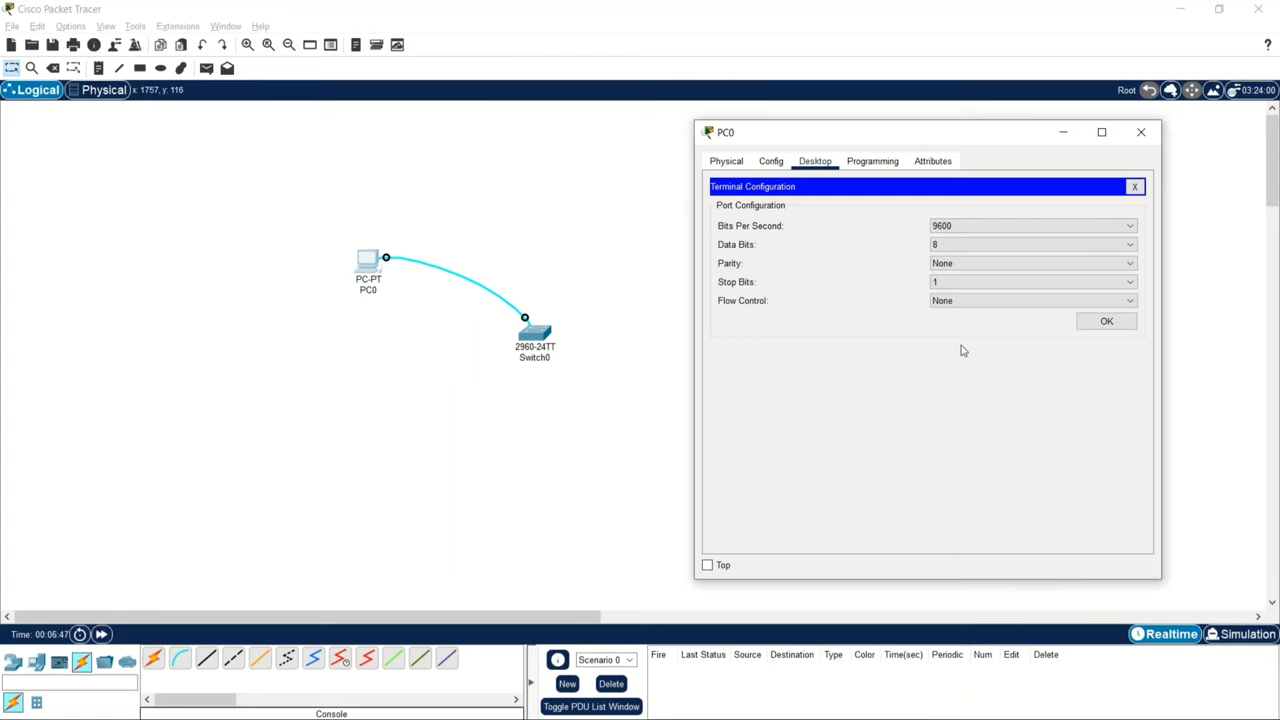 Cisco Packet Tracer
File Edit Options View Tools Extensions Window Help
?
Logical Physical x: 1757, y: 116 Root 03:24:00
PC-PT
PC0
2960-24TT
Switch0
PC0
Physical Config Desktop Programming Attributes
Terminal Configuration X
Port Configuration
Bits Per Second: 9600
Data Bits: 8
Parity: None
Stop Bits: 1
Flow Control: None
OK
Top
Time: 00:06:47 Realtime Simulation
Scenario 0
New Delete
Toggle PDU List Window
Fire Last Status Source Destination Type Color Time(sec) Periodic Num Edit Delete
Console